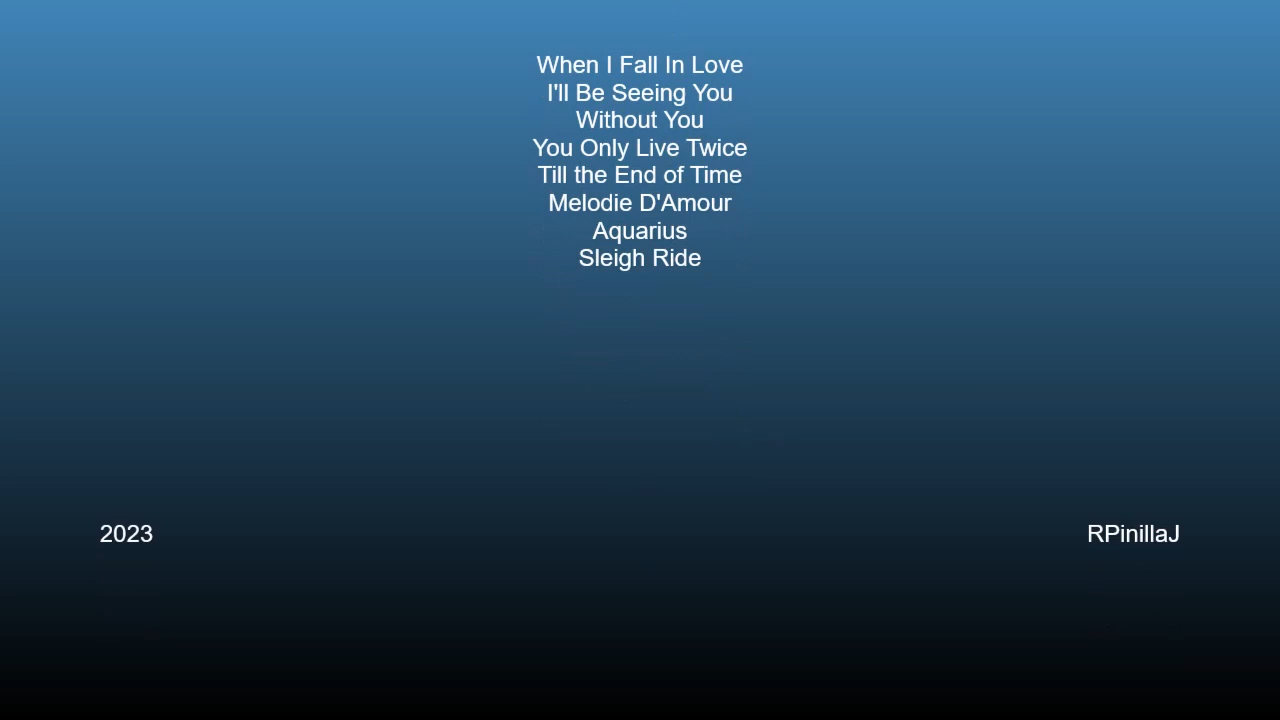 When I Fall In Love
I'll Be Seeing You
Without You
You Only Live Twice
Till the End of Time
Melodie D'Amour
Aquarius
Sleigh Ride
2023
RPinillaJ